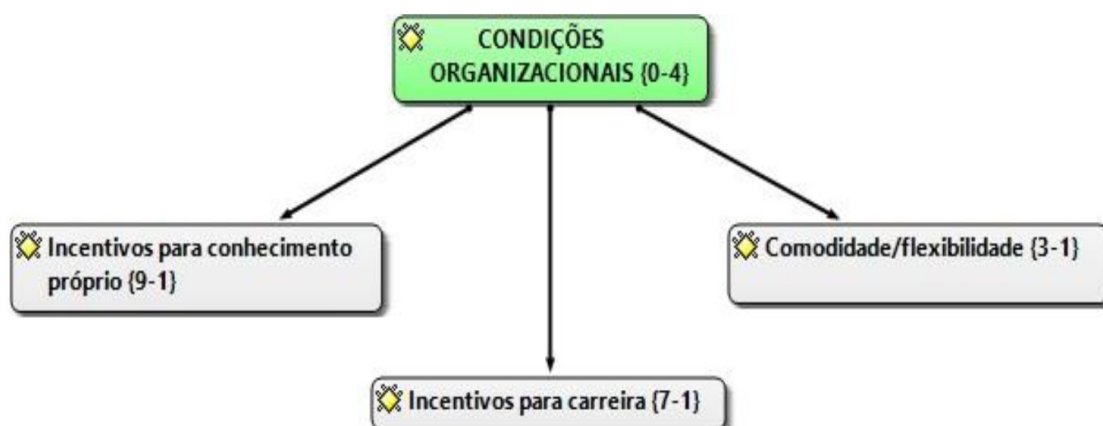 CONDIÇÕES
ORGANIZACIONAIS {0-4}
Incentivos para conhecimento
próprio {9-1}
Comodidade/flexibilidade {3-1}
Incentivos para carreira {7-1}